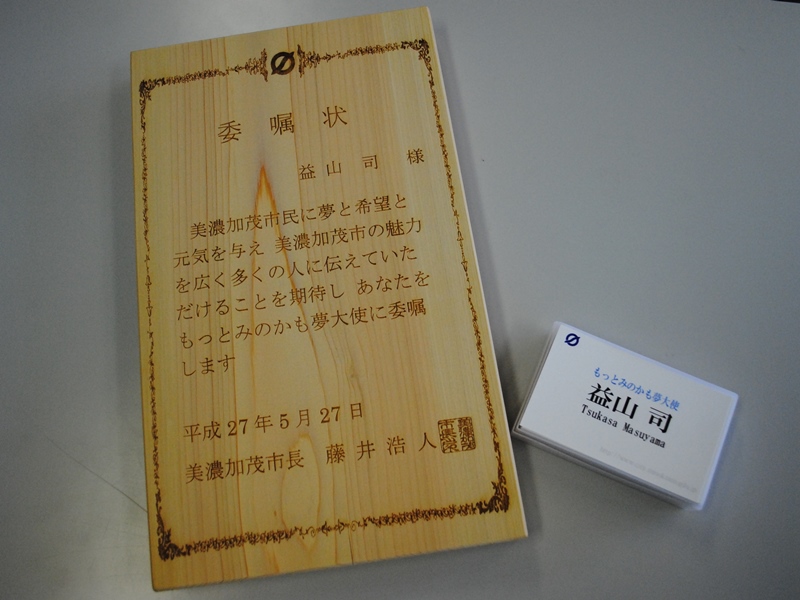 委嘱状
益山 司 様
美濃加茂市民に夢と希望と
元気を与え 美濃加茂市の魅力
を広く多くの人に伝えていた
だけることを期待し あなたを
もっとみのかも夢大使に委嘱
します
平成27年5月27日
美濃加茂市長 藤井浩人
もっとみのかも夢大使
益山 司
Tsukasa Masuyama